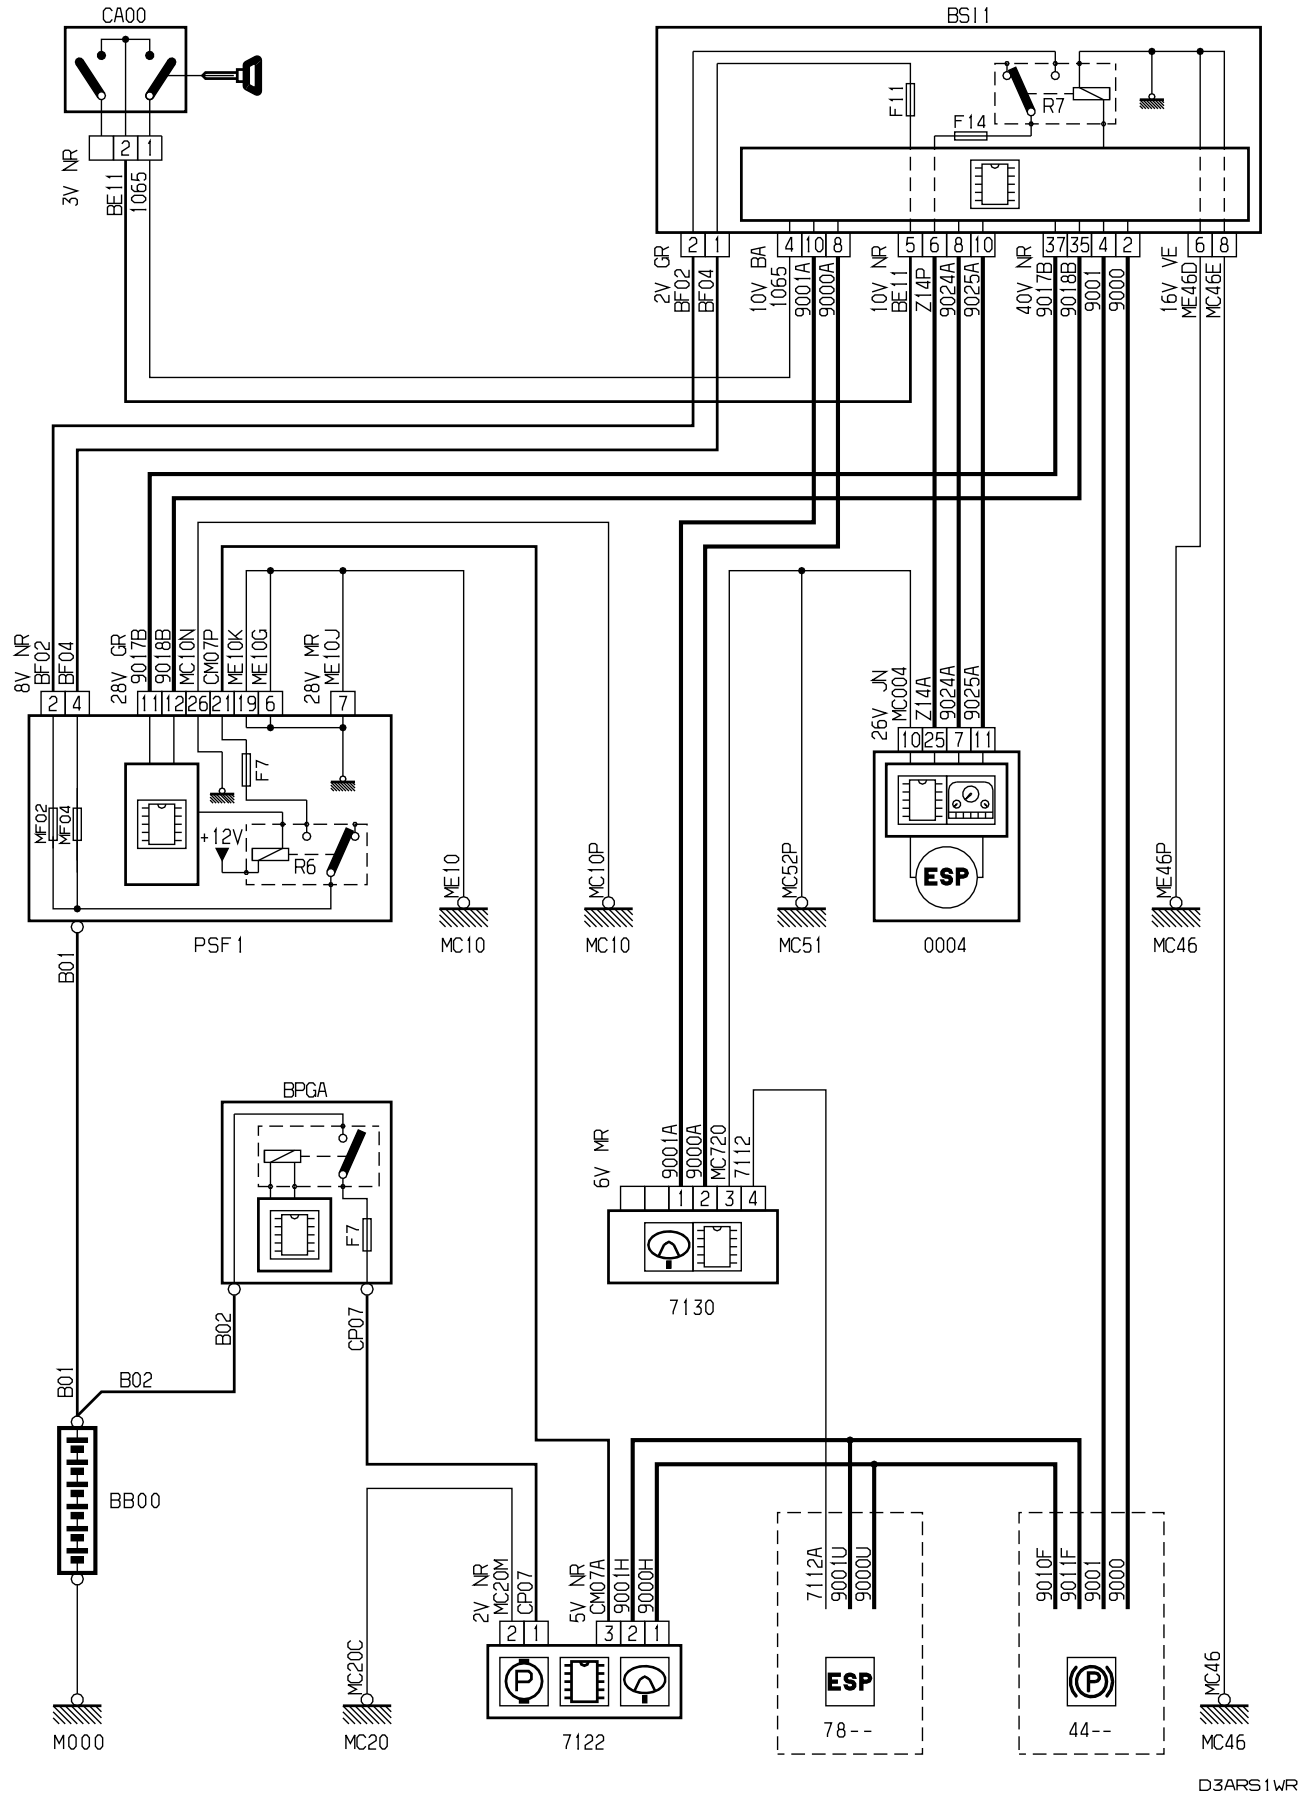 CA00
BSI1
F11
R7
F14
2
1
3V NR
BE11
1065
2
1
4
10
8
5
6
8
10
37
35
4
2
6
8
2V GR
BF02
BF04
10V BA
1065
9001A
9000A
10V NR
BE11
Z14P
9024A
9025A
40V NR
9017B
9018B
9001
9000
16V VE
ME46D
MC46E
8V NR
BF02
BF04
28V GR
9017B
9018B
MC10N
CM07P
ME10K
ME10G
28V MR
ME10J
26V JN
MC004
Z14A
9024A
9025A
2
4
11
12
26
21
19
6
7
10
25
7
11
F7
MF02
MF04
+12V
R6
ESP
ME10
MC10P
MC52P
ME46P
PSF1
MC10
MC10
MC51
0004
MC46
B01
BPGA
F7
6V MR
9001A
9000A
MC720
7112
1
2
3
4
7130
B02
CP07
B01
B02
BB00
2V NR
MC20M
CP07
5V NR
CM07A
9001H
9000H
7112A
9001U
9000U
9010F
9011F
9001
9000
2
1
3
2
1
MC20C
P
ESP
P
MC46
M000
MC20
7122
78--
44--
MC46
D3ARS1WR